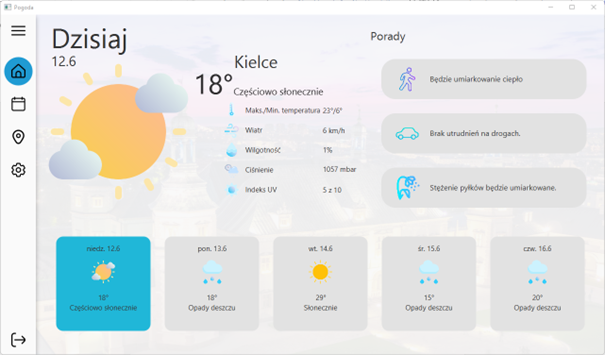 Pogoda
Dzisiaj
12.6
Kielce
18°
Częściowo słonecznie
Maks./Min. temperatura 23°/6°
Wiatr 6 km/h
Wilgotność 1%
Ciśnienie 1057 mbar
Indeks UV 5 z 10
Porady
Będzie umiarkowanie ciepło
Brak utrudnień na drogach.
Stężenie pyłków będzie umiarkowane.
niedz. 12.6
18°
Częściowo słonecznie
pon. 13.6
18°
Opady deszczu
wt. 14.6
29°
Słonecznie
śr. 15.6
15°
Opady deszczu
czw. 16.6
20°
Opady deszczu